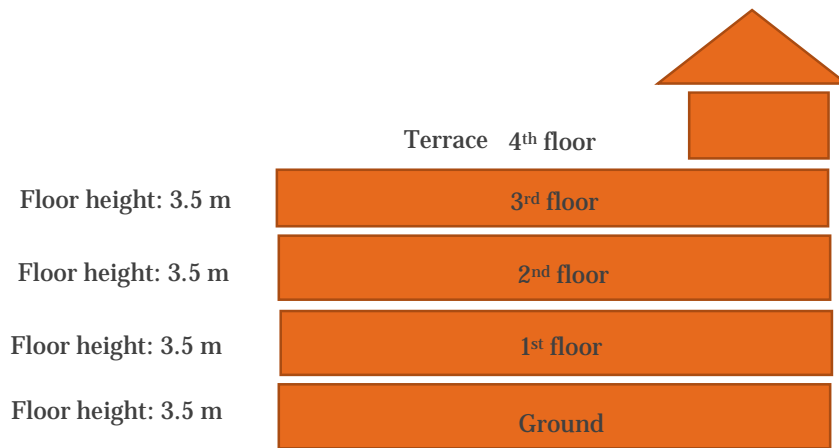 Terrace 4th floor
Floor height: 3.5 m 3rd floor
Floor height: 3.5 m 2nd floor
Floor height: 3.5 m 1st floor
Floor height: 3.5 m Ground